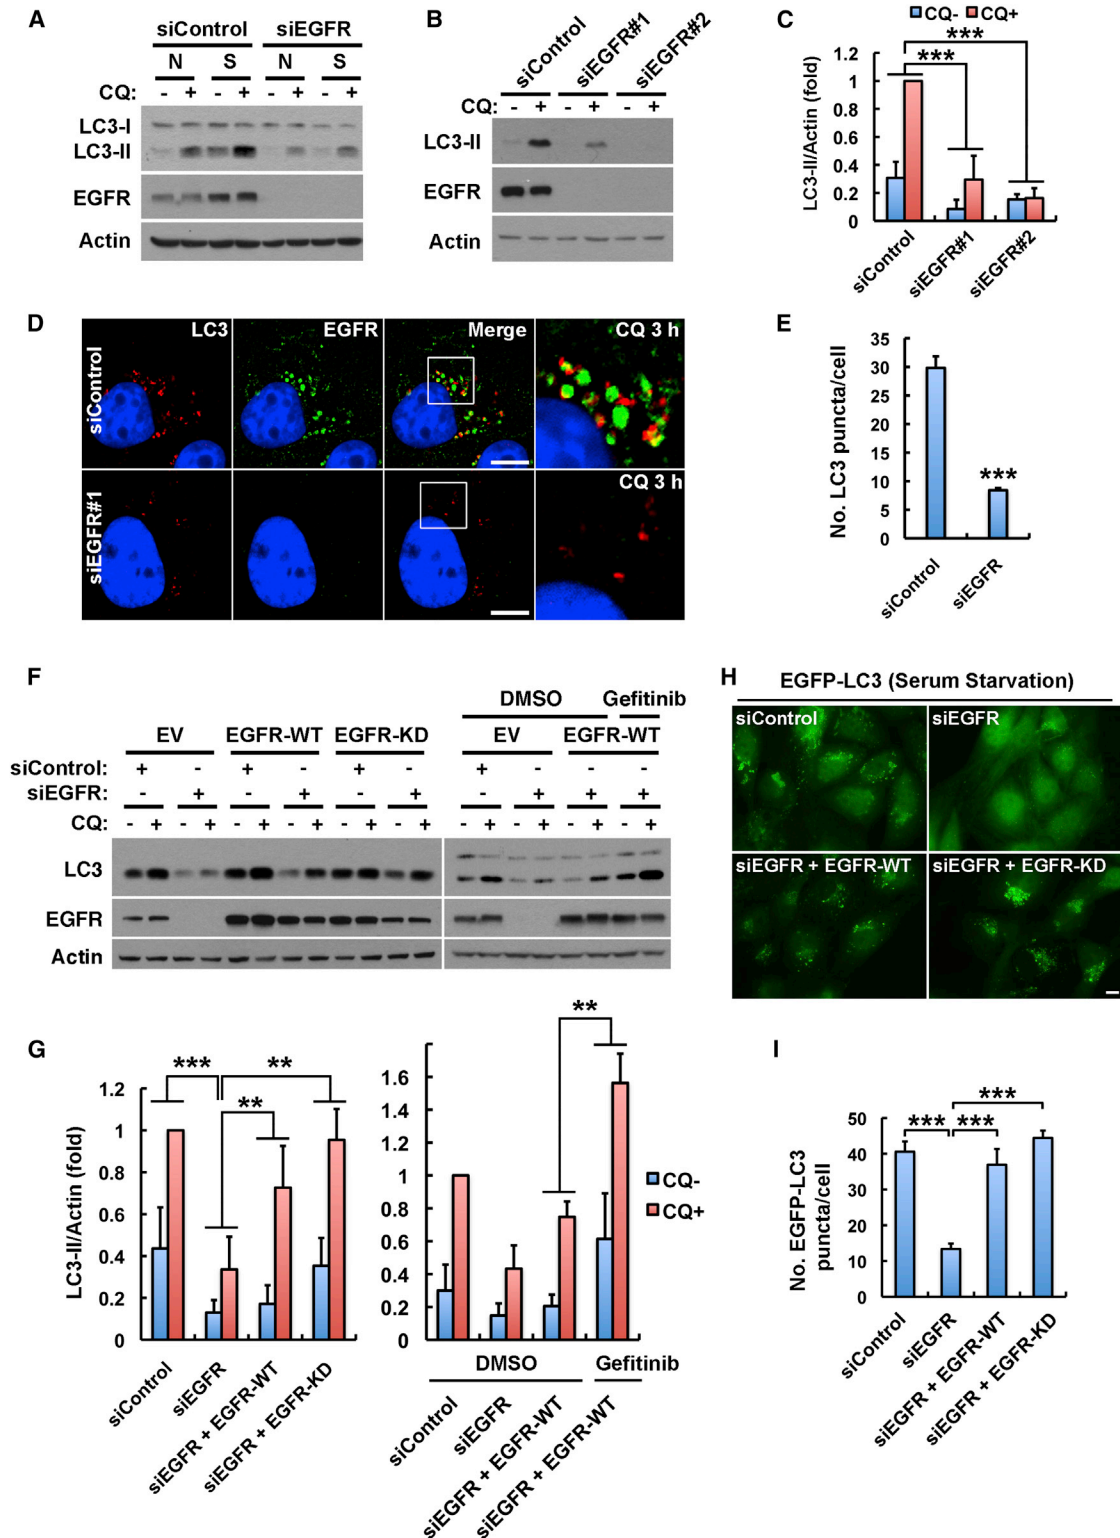 A
siControl siEGFR
N S N S
CQ: - + - + - + - +
LC3-I
LC3-II
EGFR
Actin
B
siControl siEGFR#1 siEGFR#2
CQ: - + - + - +
LC3-II
EGFR
Actin
C
CQ- CQ+
***
***
LC3-II/Actin (fold)
1.2
1
0.8
0.6
0.4
0.2
0
siControl siEGFR#1 siEGFR#2
D
LC3 EGFR Merge CQ 3 h
siControl
CQ 3 h
siEGFR#1
E
No. LC3 puncta/cell
35
30
25
20
15
10
5
0
***
siControl siEGFR
F
DMSO Gefitinib
EV EGFR-WT EGFR-KD EV EGFR-WT
siControl: + - + - + - + - - -
siEGFR: - + - + - + - + + +
CQ: - + - + - + - + - + - + - + - + - + - +
LC3
EGFR
Actin
G
LC3-II/Actin (fold)
1.2
1
0.8
0.6
0.4
0.2
0
*** **
**
siControl siEGFR siEGFR + EGFR-WT siEGFR + EGFR-KD
**
1.6
1.4
1.2
1
0.8
0.6
0.4
0.2
0
CQ-
CQ+
DMSO Gefitinib
siControl siEGFR siEGFR + EGFR-WT siEGFR + EGFR-WT
H
EGFP-LC3 (Serum Starvation)
siControl siEGFR
siEGFR + EGFR-WT siEGFR + EGFR-KD
I
No. EGFP-LC3
puncta/cell
50
40
30
20
10
0
***
*** ***
siControl siEGFR siEGFR + EGFR-WT siEGFR + EGFR-KD